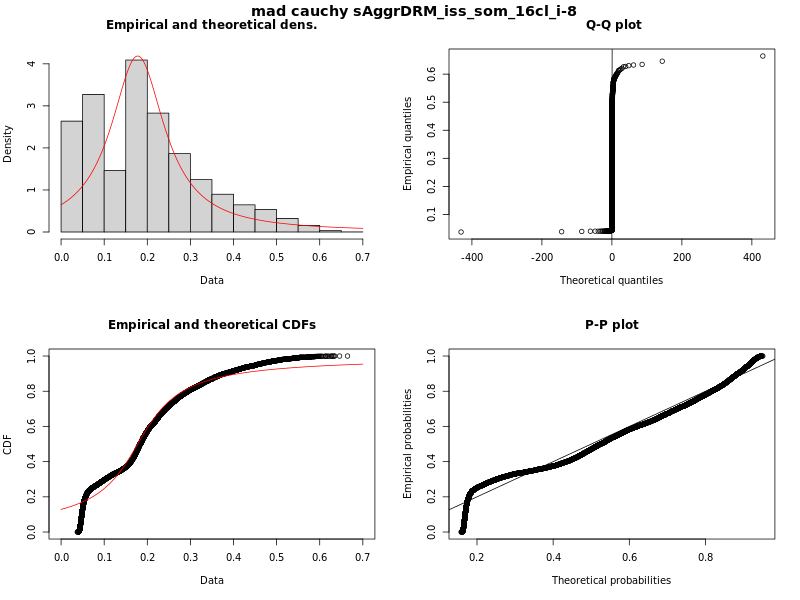 mad cauchy sAggrDRM_iss_som_16cl_i-8
Empirical and theoretical dens.
Density
0 1 2 3 4
0.0 0.1 0.2 0.3 0.4 0.5 0.6 0.7
Data
Q-Q plot
Empirical quantiles
0.1 0.2 0.3 0.4 0.5 0.6
-400 -200 0 200 400
Theoretical quantiles
Empirical and theoretical CDFs
CDF
0.0 0.2 0.4 0.6 0.8 1.0
0.0 0.1 0.2 0.3 0.4 0.5 0.6 0.7
Data
P-P plot
Empirical probabilities
0.0 0.2 0.4 0.6 0.8 1.0
0.2 0.4 0.6 0.8
Theoretical probabilities